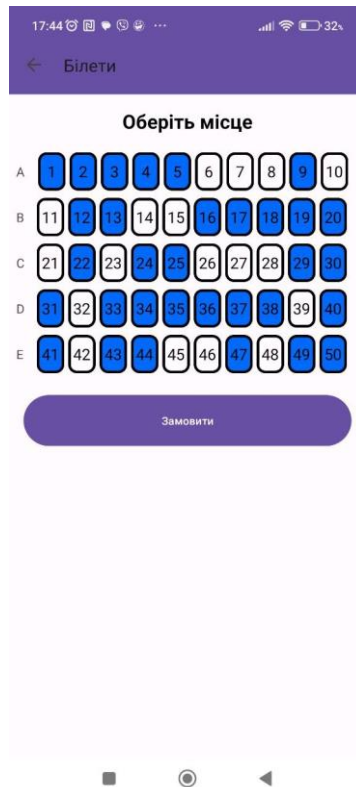 17:44 ... 32%
Білети
Оберіть місце
A 1 2 3 4 5 6 7 8 9 10
B 11 12 13 14 15 16 17 18 19 20
C 21 22 23 24 25 26 27 28 29 30
D 31 32 33 34 35 36 37 38 39 40
E 41 42 43 44 45 46 47 48 49 50
Замовити